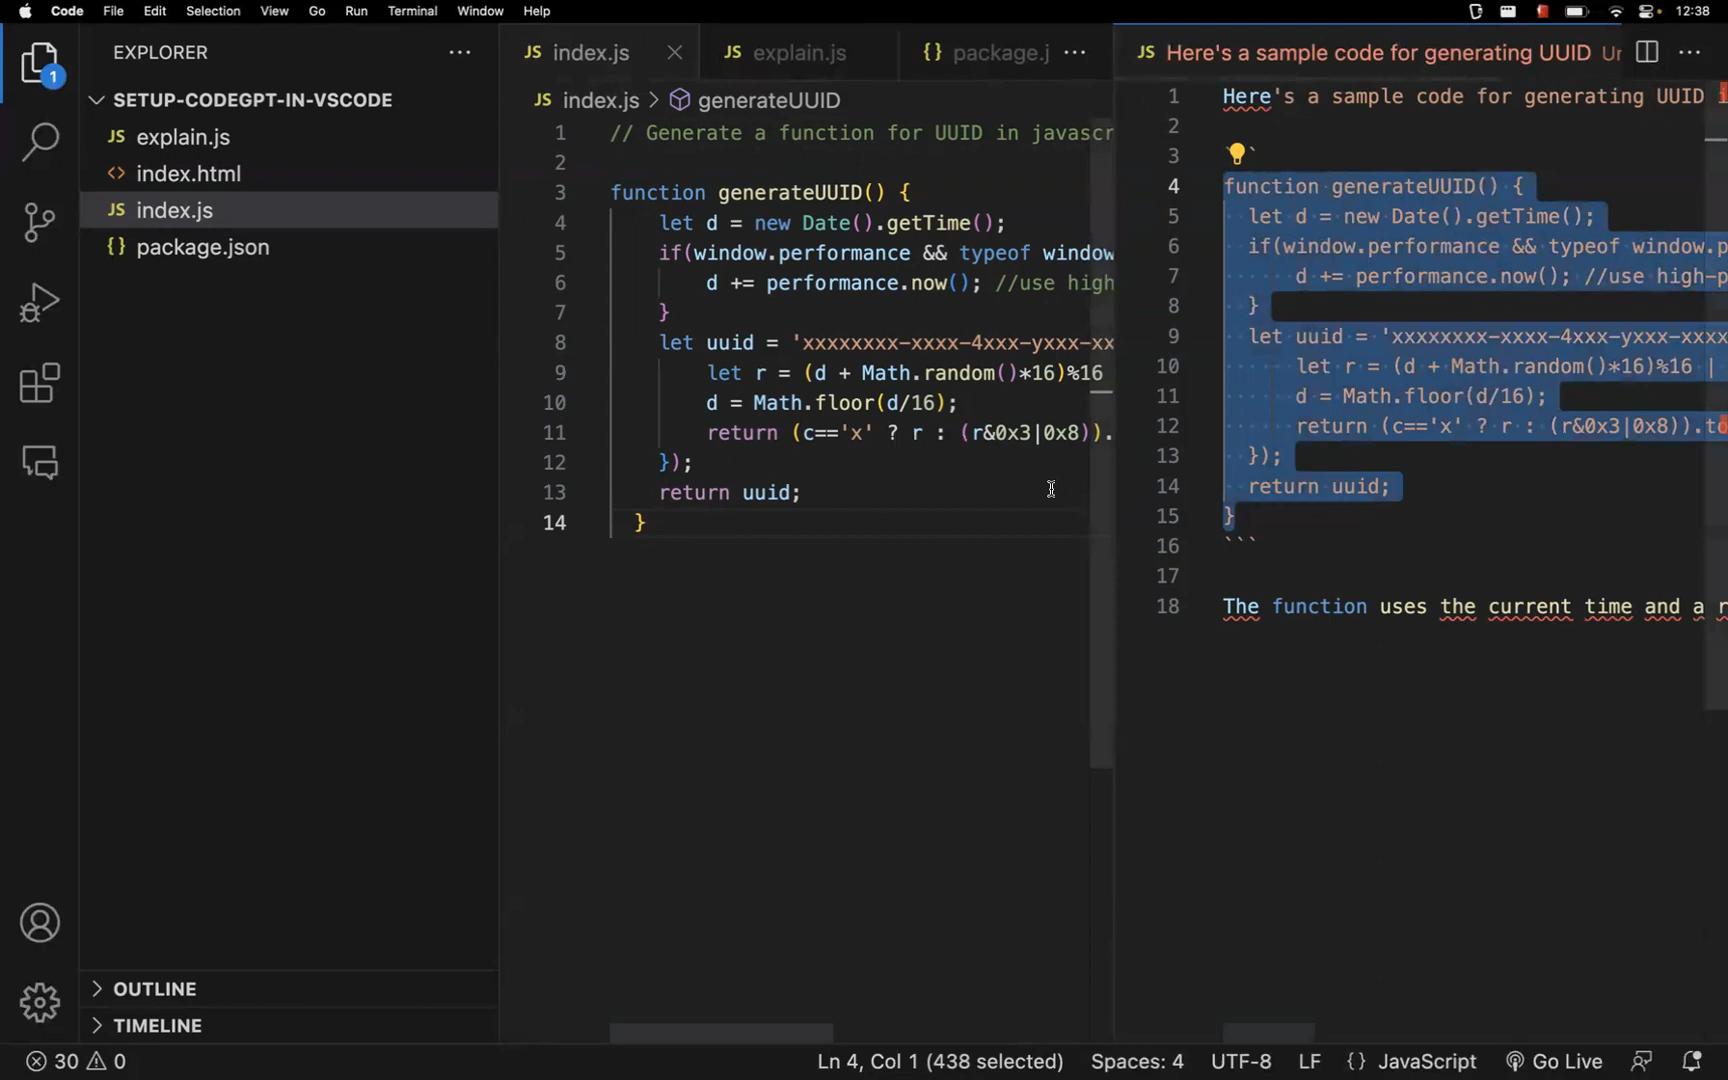 Code File Edit Selection View Go Run Terminal Window Help 12:38
1
EXPLORER ...
SETUP-CODEGPT-IN-VSCODE
JS explain.js
<> index.html
JS index.js
{} package.json
OUTLINE
TIMELINE
JS index.js JS explain.js {} package.j ...
JS index.js > generateUUID
1 // Generate a function for UUID in javascr
2
3 function generateUUID() {
4 let d = new Date().getTime();
5 if(window.performance && typeof window
6 d += performance.now(); //use high
7 }
8 let uuid = 'xxxxxxxx-xxxx-4xxx-yxxx-xx
9 let r = (d + Math.random()*16)%16
10 d = Math.floor(d/16);
11 return (c=='x' ? r : (r&0x3|0x8)).
12 });
13 return uuid;
14 }
JS Here's a sample code for generating UUID Un ...
1 Here's a sample code for generating UUID i
2
3 `
4 function generateUUID() {
5 let d = new Date().getTime();
6 if(window.performance && typeof window.p
7 d += performance.now(); //use high-p
8 }
9 let uuid = 'xxxxxxxx-xxxx-4xxx-yxxx-xxxx
10 let r = (d + Math.random()*16)%16 |
11 d = Math.floor(d/16);
12 return (c=='x' ? r : (r&0x3|0x8)).to
13 });
14 return uuid;
15 }
16 ```
17
18 The function uses the current time and a r
30 0 Ln 4, Col 1 (438 selected) Spaces: 4 UTF-8 LF {} JavaScript Go Live